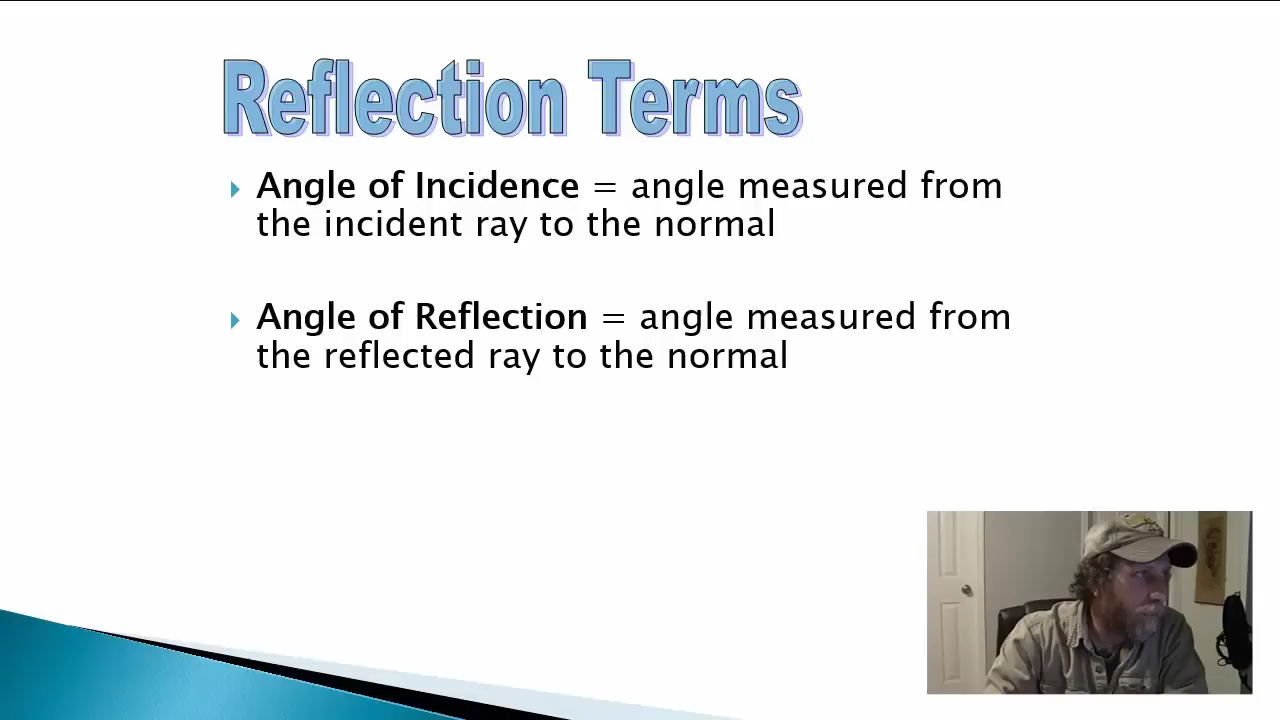 Reflection Terms
Angle of Incidence = angle measured from
the incident ray to the normal
Angle of Reflection = angle measured from
the reflected ray to the normal